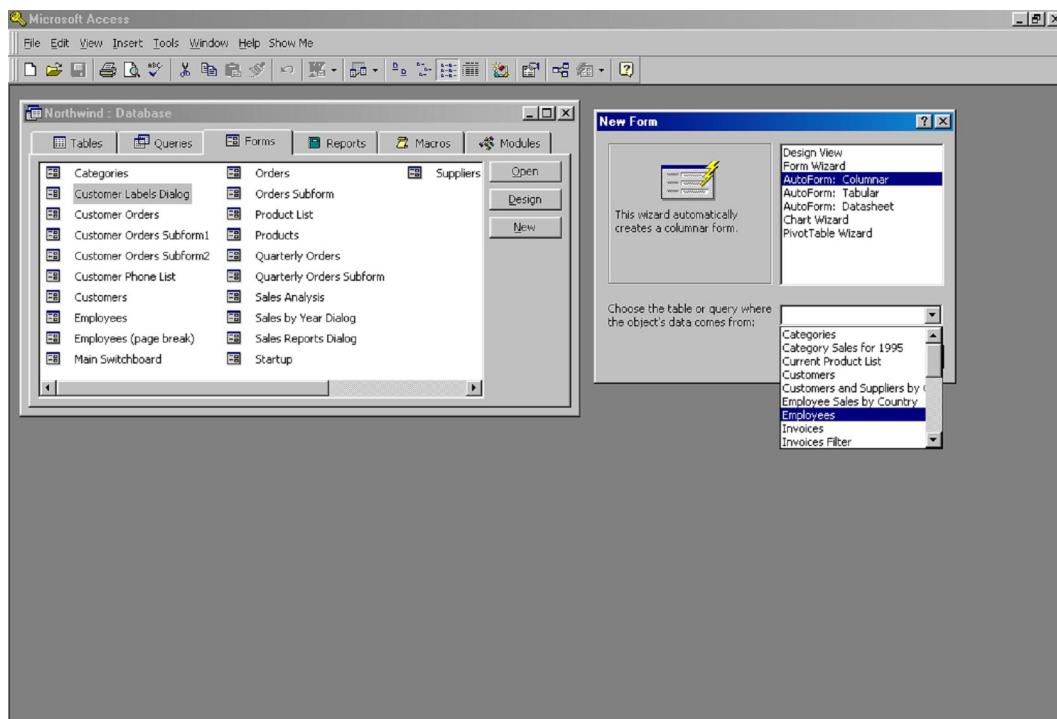 Microsoft Access
File Edit View Insert Tools Window Help Show Me
Northwind : Database
Tables Queries Forms Reports Macros Modules
Categories
Customer Labels Dialog
Customer Orders
Customer Orders Subform1
Customer Orders Subform2
Customer Phone List
Customers
Employees
Employees (page break)
Main Switchboard
Orders
Orders Subform
Product List
Products
Quarterly Orders
Quarterly Orders Subform
Sales Analysis
Sales by Year Dialog
Sales Reports Dialog
Startup
Suppliers
Open
Design
New
New Form
This wizard automatically
creates a columnar form.
Design View
Form Wizard
AutoForm: Columnar
AutoForm: Tabular
AutoForm: Datasheet
Chart Wizard
PivotTable Wizard
Choose the table or query where
the object's data comes from:
Categories
Category Sales for 1995
Current Product List
Customers
Customers and Suppliers by
Employee Sales by Country
Employees
Invoices
Invoices Filter